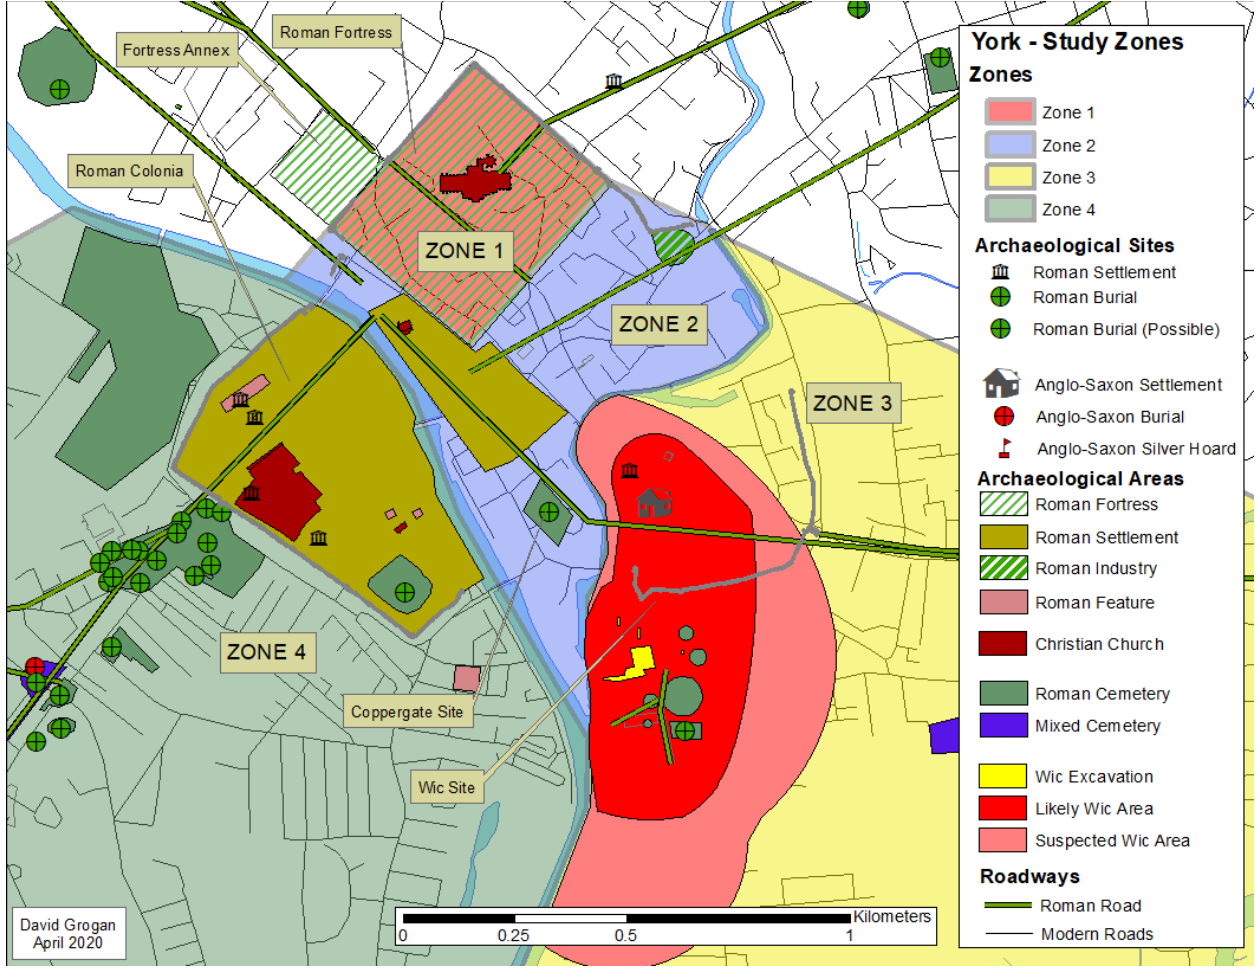 Fortress Annex
Roman Fortress
Roman Colonia
ZONE 1
ZONE 2
ZONE 3
ZONE 4
Coppergate Site
Wic Site
David Grogan
April 2020
Kilometers
0 0.25 0.5 1
York - Study Zones
Zones
Zone 1
Zone 2
Zone 3
Zone 4
Archaeological Sites
Roman Settlement
Roman Burial
Roman Burial (Possible)
Anglo-Saxon Settlement
Anglo-Saxon Burial
Anglo-Saxon Silver Hoard
Archaeological Areas
Roman Fortress
Roman Settlement
Roman Industry
Roman Feature
Christian Church
Roman Cemetery
Mixed Cemetery
Wic Excavation
Likely Wic Area
Suspected Wic Area
Roadways
Roman Road
Modern Roads